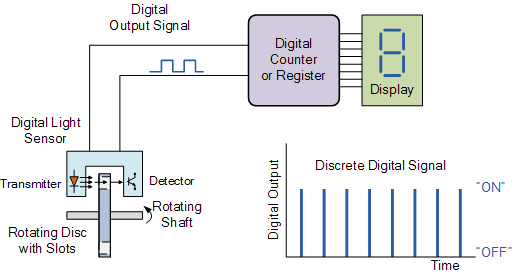 Digital
Output Signal
Digital
Counter
or Register
Display
Digital Light
Sensor
Transmitter
Detector
Rotating
Shaft
Rotating Disc
with Slots
Discrete Digital Signal
Digital Output
"ON"
"OFF"
Time